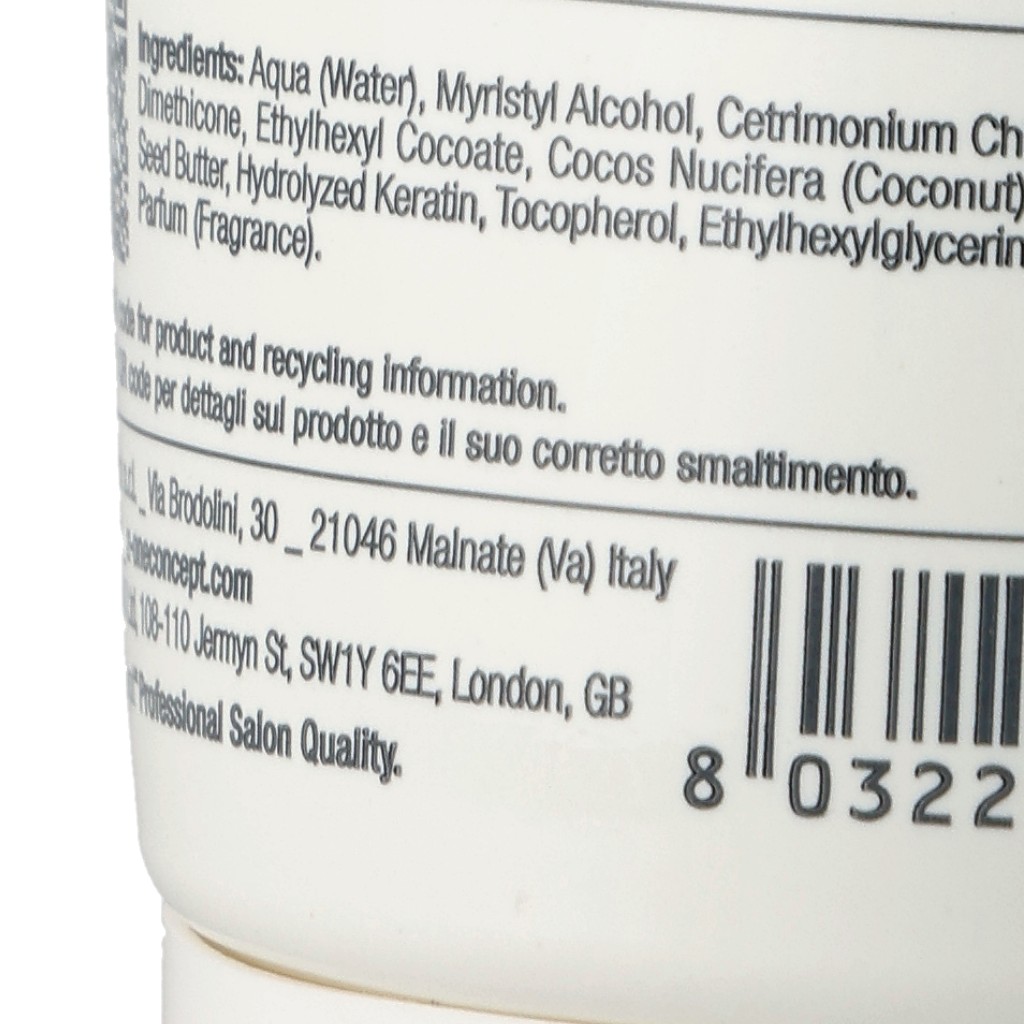 Ingredients: Aqua (Water), Myristyl Alcohol, Cetrimonium Ch
Dimethicone, Ethylhexyl Cocoate, Cocos Nucifera (Coconut)
Seed Butter, Hydrolyzed Keratin, Tocopherol, Ethylhexylglycerin
Parfum (Fragrance).
for product and recycling information.
code per dettagli sul prodotto e il suo corretto smaltimento.
_ Via Brodolini, 30 _ 21046 Malnate (Va) Italy
neconcept.com
108-110 Jermyn St, SW1Y 6EE, London, GB
Professional Salon Quality.
8 0322